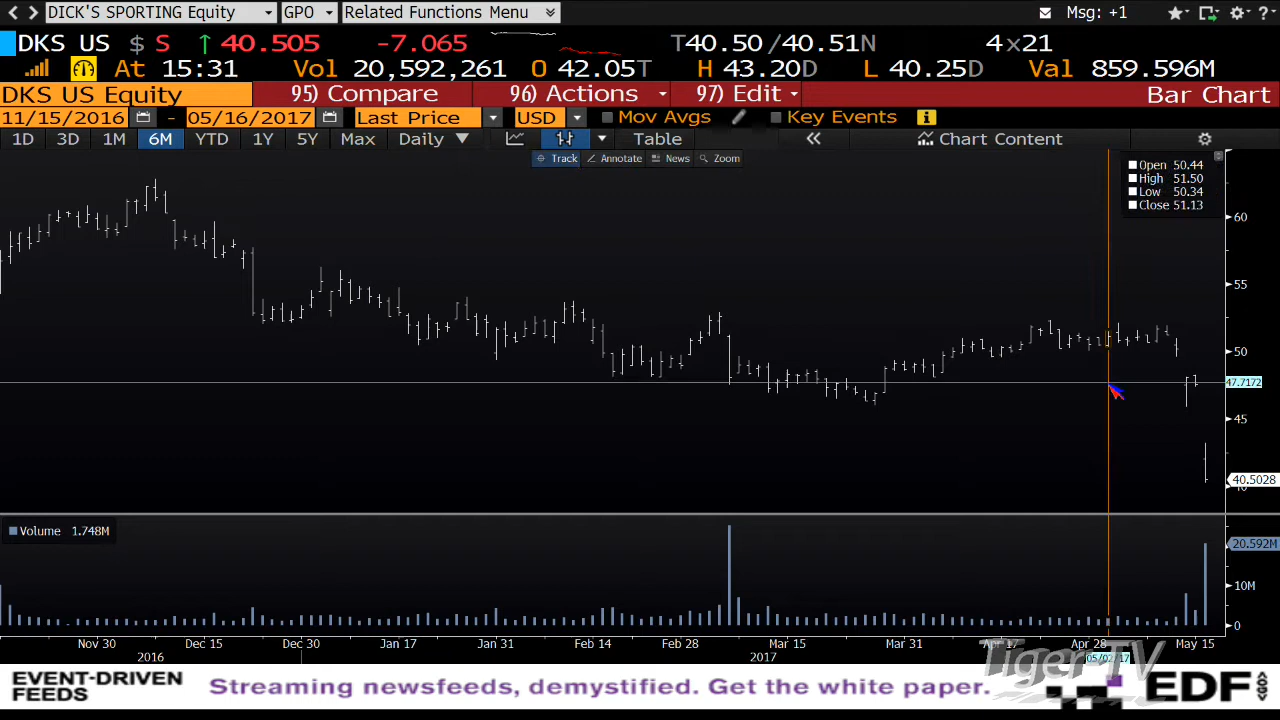 DICK'S SPORTING Equity GPO Related Functions Menu Msg: +1 ?
DKS US $ S ↑ 40.505 -7.065 T40.50/40.51N 4x21
At 15:31 Vol 20,592,261 O 42.05T H 43.20D L 40.25D Val 859.596M
DKS US Equity 95) Compare 96) Actions 97) Edit Bar Chart
11/15/2016 - 05/16/2017 Last Price USD Mov Avgs Key Events i
1D 3D 1M 6M YTD 1Y 5Y Max Daily Table « Chart Content
Track Annotate News Zoom
Open 50.44
High 51.50
Low 50.34
Close 51.13
60
55
50
47.7172
45
40.5028
Volume 1.748M
20.592M
10M
0
Nov 30 Dec 15 Dec 30 Jan 17 Jan 31 Feb 14 Feb 28 Mar 15 Mar 31 Apr 17 Apr 28 May 15
2016 2017 05/02/17
Tiger-TV
EVENT-DRIVEN
FEEDS
Streaming newsfeeds, demystified. Get the white paper.
EDF